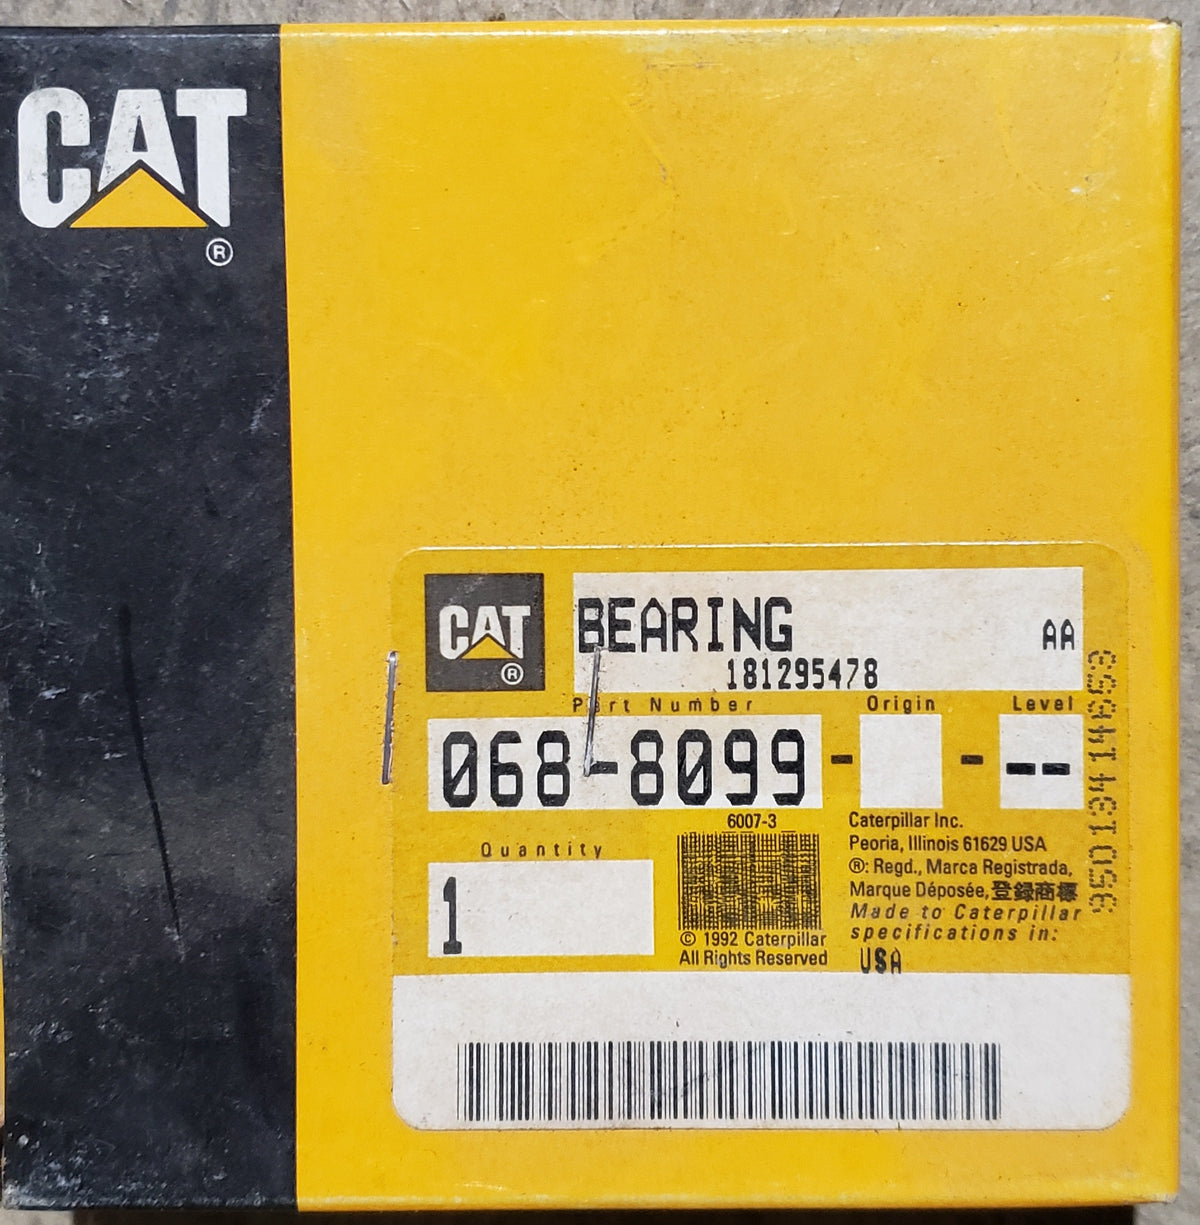 CAT
®
CAT
®
BEARING AA
181295478
Part Number Origin Level
068-8099 - - --
6007-3
Quantity
1
© 1992 Caterpillar
All Rights Reserved
Caterpillar Inc.
Peoria, Illinois 61629 USA
®: Regd., Marca Registrada,
Marque Déposée, 登録商標
Made to Caterpillar
specifications in:
USA